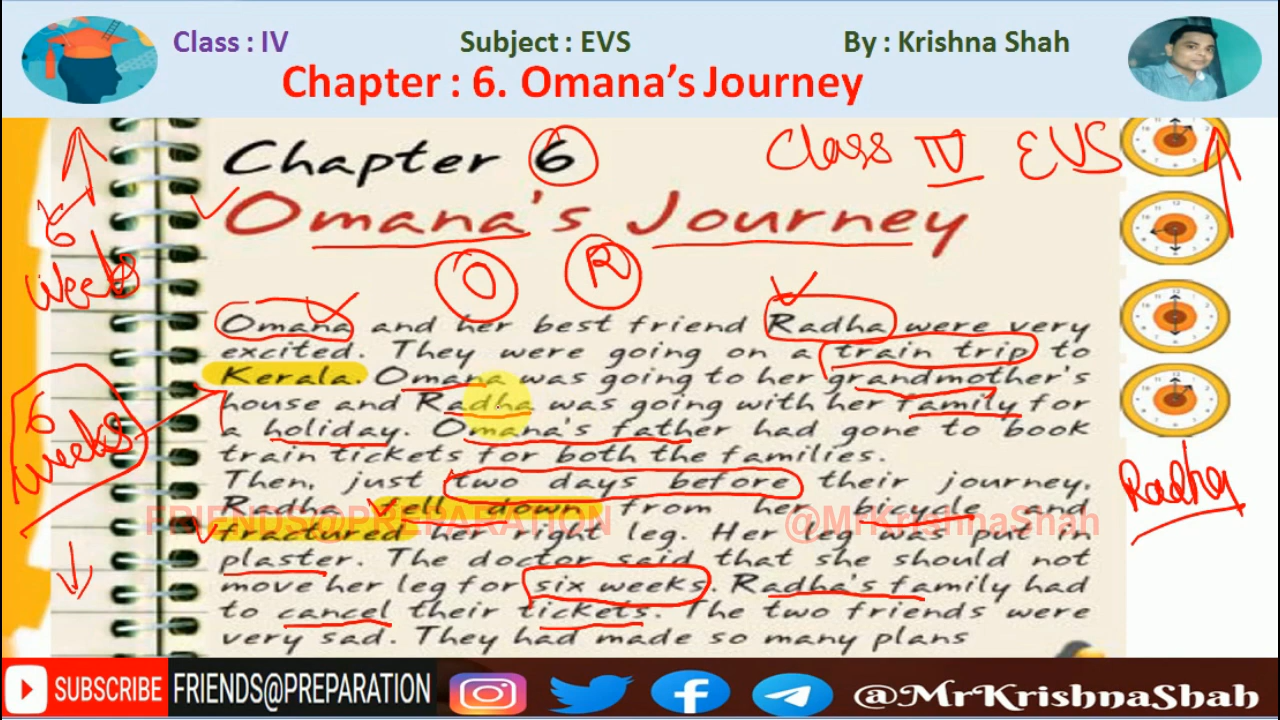 Class : IV
Subject : EVS
By : Krishna Shah
Chapter : 6. Omana's Journey
Chapter 6
Class IV EVS
Omana's Journey
6
weeks
O R
Omana and her best friend Radha were very
excited. They were going on a train trip to
Kerala. Omana was going to her grandmother's
house and Radha was going with her family for
a holiday. Omana's father had gone to book
train tickets for both the families.
6
weeks
Then, just two days before their journey,
Radha fell down from her bicycle and
FRIENDS@PREPARATION @MrKrishnaShah
fractured her right leg. Her leg was put in
plaster. The doctor said that she should not
move her leg for six weeks. Radha's family had
to cancel their tickets. The two friends were
very sad. They had made so many plans
Radha
SUBSCRIBE FRIENDS@PREPARATION
@MrKrishnaShah